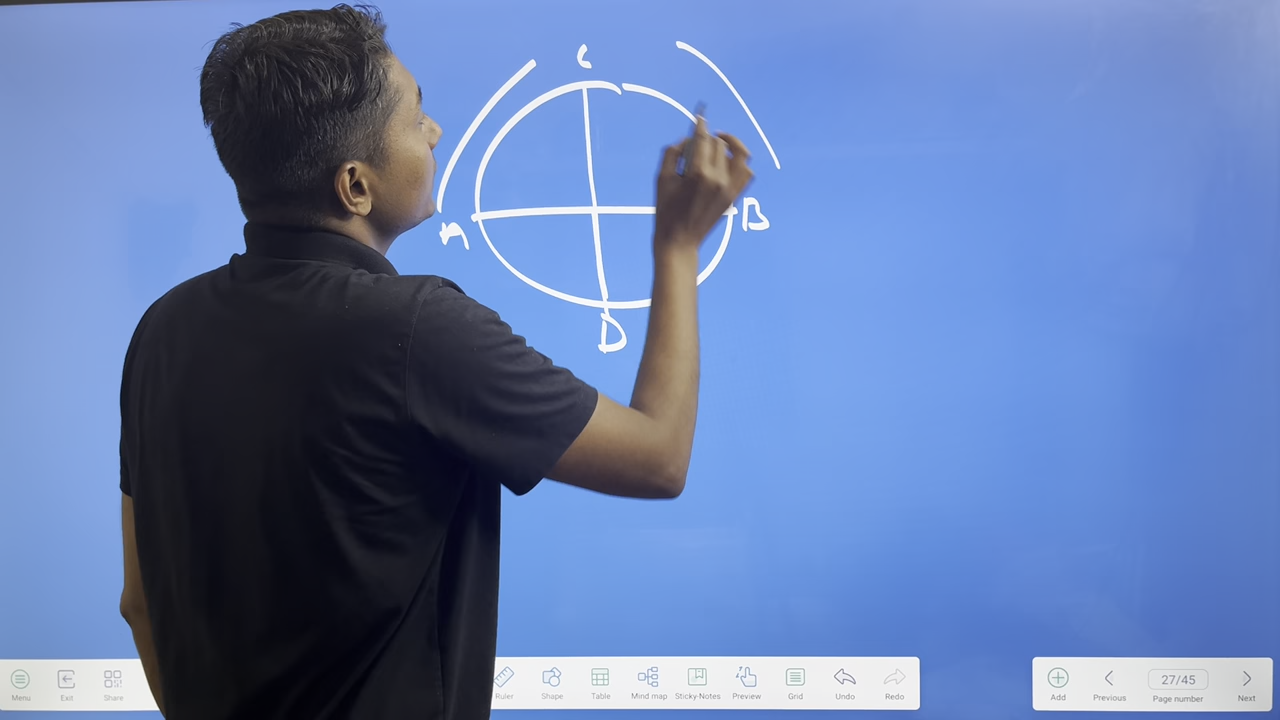 C
A
B
D
Menu Exit Share Ruler Shape Table Mind map Sticky-Notes Preview Grid Undo Redo Add Previous 27/45 Page number Next